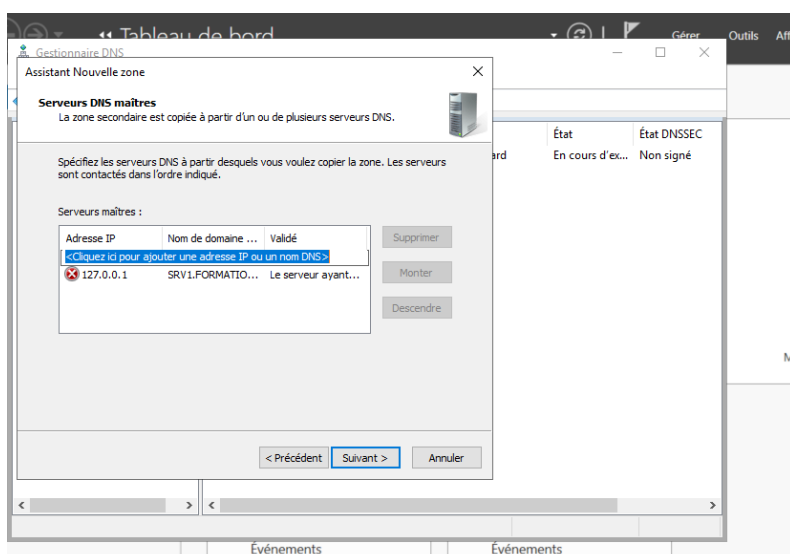 Tableau de bord
Gérer
Outils
Gestionnaire DNS
Assistant Nouvelle zone
Serveurs DNS maîtres
La zone secondaire est copiée à partir d'un ou de plusieurs serveurs DNS.
État État DNSSEC
En cours d'ex... Non signé
Spécifiez les serveurs DNS à partir desquels vous voulez copier la zone. Les serveurs
sont contactés dans l'ordre indiqué.
Serveurs maîtres :
Adresse IP Nom de domaine ... Validé
Supprimer
<Cliquez ici pour ajouter une adresse IP ou un nom DNS>
127.0.0.1 SRV1.FORMATIO... Le serveur ayant...
Monter
Descendre
< Précédent Suivant > Annuler
Événements Événements